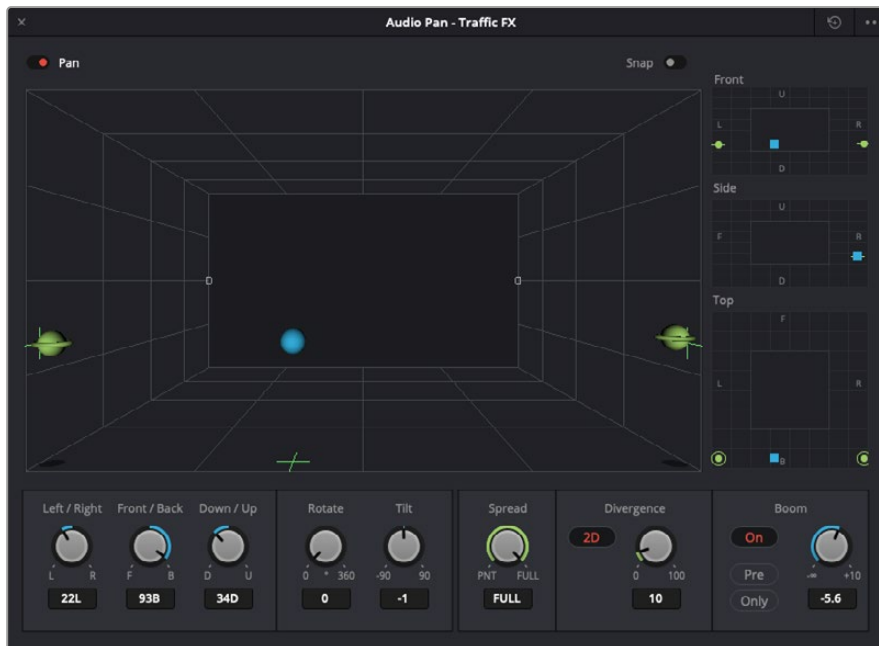 Audio Pan - Traffic FX
Pan
Snap
Front
U
L
R
D
Side
U
F
R
D
Top
F
L
R
B
Left / Right
Front / Back
Down / Up
Rotate
Tilt
Spread
Divergence
Boom
2D
On
L R
F B
D U
0 ° 360
-90 90
PNT FULL
0 100
Pre
-∞ +10
22L
93B
34D
0
-1
FULL
10
Only
-5.6